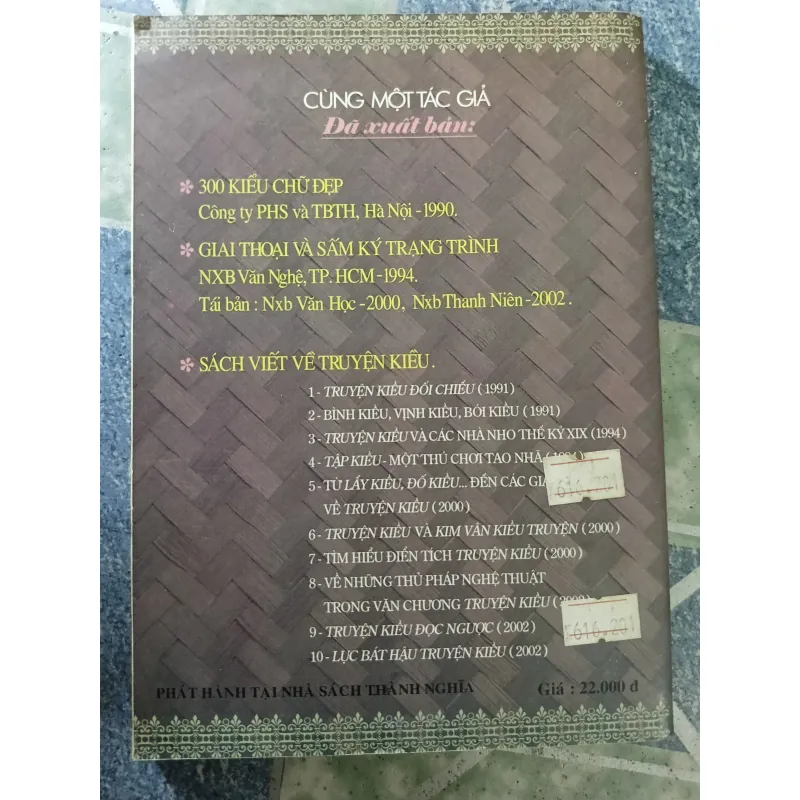 CÙNG MỘT TÁC GIẢ
Đã xuất bản:
* 300 KIỂU CHỮ ĐẸP
Công ty PHS và TBTH, Hà Nội -1990.
* GIAI THOẠI VÀ SẤM KÝ TRẠNG TRÌNH
NXB Văn Nghệ, TP. HCM -1994.
Tái bản : Nxb Văn Học -2000, Nxb Thanh Niên -2002 .
* SÁCH VIẾT VỀ TRUYỆN KIỀU .
1 - TRUYỆN KIỀU ĐỐI CHIẾU ( 1991)
2 - BÌNH KIỀU, VỊNH KIỀU, BÓI KIỀU ( 1991)
3 - TRUYỆN KIỀU VÀ CÁC NHÀ NHO THẾ KỶ XIX (1994)
4 - TẬP KIỀU - MỘT THÚ CHƠI TAO NHÃ
5 - TỪ LẨY KIỀU, ĐỐ KIỀU... ĐẾN CÁC
616.201
VỀ TRUYỆN KIỀU ( 2000)
6 - TRUYỆN KIỀU VÀ KIM VÂN KIỀU TRUYỆN ( 2000)
7 - TÌM HIỂU ĐIỂN TÍCH TRUYỆN KIỀU ( 2000)
8 - VỀ NHỮNG THỦ PHÁP NGHỆ THUẬT
TRONG VĂN CHƯƠNG TRUYỆN KIỀU
9 - TRUYỆN KIỀU ĐỌC NGƯỢC ( 2002)
5616.201
10 - LỤC BÁT HẬU TRUYỆN KIỀU ( 2002)
PHÁT HÀNH TẠI NHÀ SÁCH THÀNH NGHĨA Giá : 22.000 đ